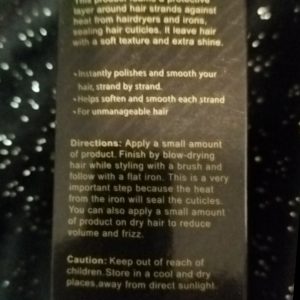 This product forms a protective
layer around hair strands against
heat from hairdryers and irons,
sealing hair cuticles. It leave hair
with a soft texture and extra shine.
• Instantly polishes and smooth your
hair, strand by strand.
• Helps soften and smooth each strand
• For unmanageable hair
Directions: Apply a small amount
of product. Finish by blow-drying
hair while styling with a brush and
follow with a flat iron. This is a very
important step because the heat
from the iron will seal the cuticles.
You can also apply a small amount
of product on dry hair to reduce
volume and frizz.
Caution: Keep out of reach of
children.Store in a cool and dry
places,away from direct sunlight.